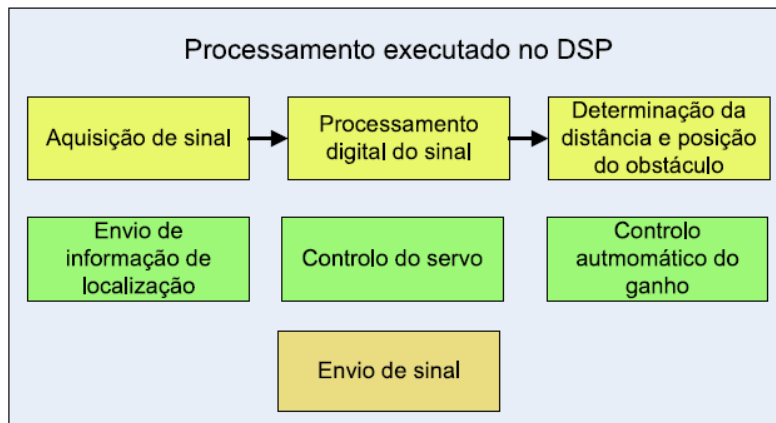 Processamento executado no DSP
Aquisição de sinal
Processamento
digital do sinal
Determinação da
distância e posição
do obstáculo
Envio de
informação de
localização
Controlo do servo
Controlo
autmomático do
ganho
Envio de sinal